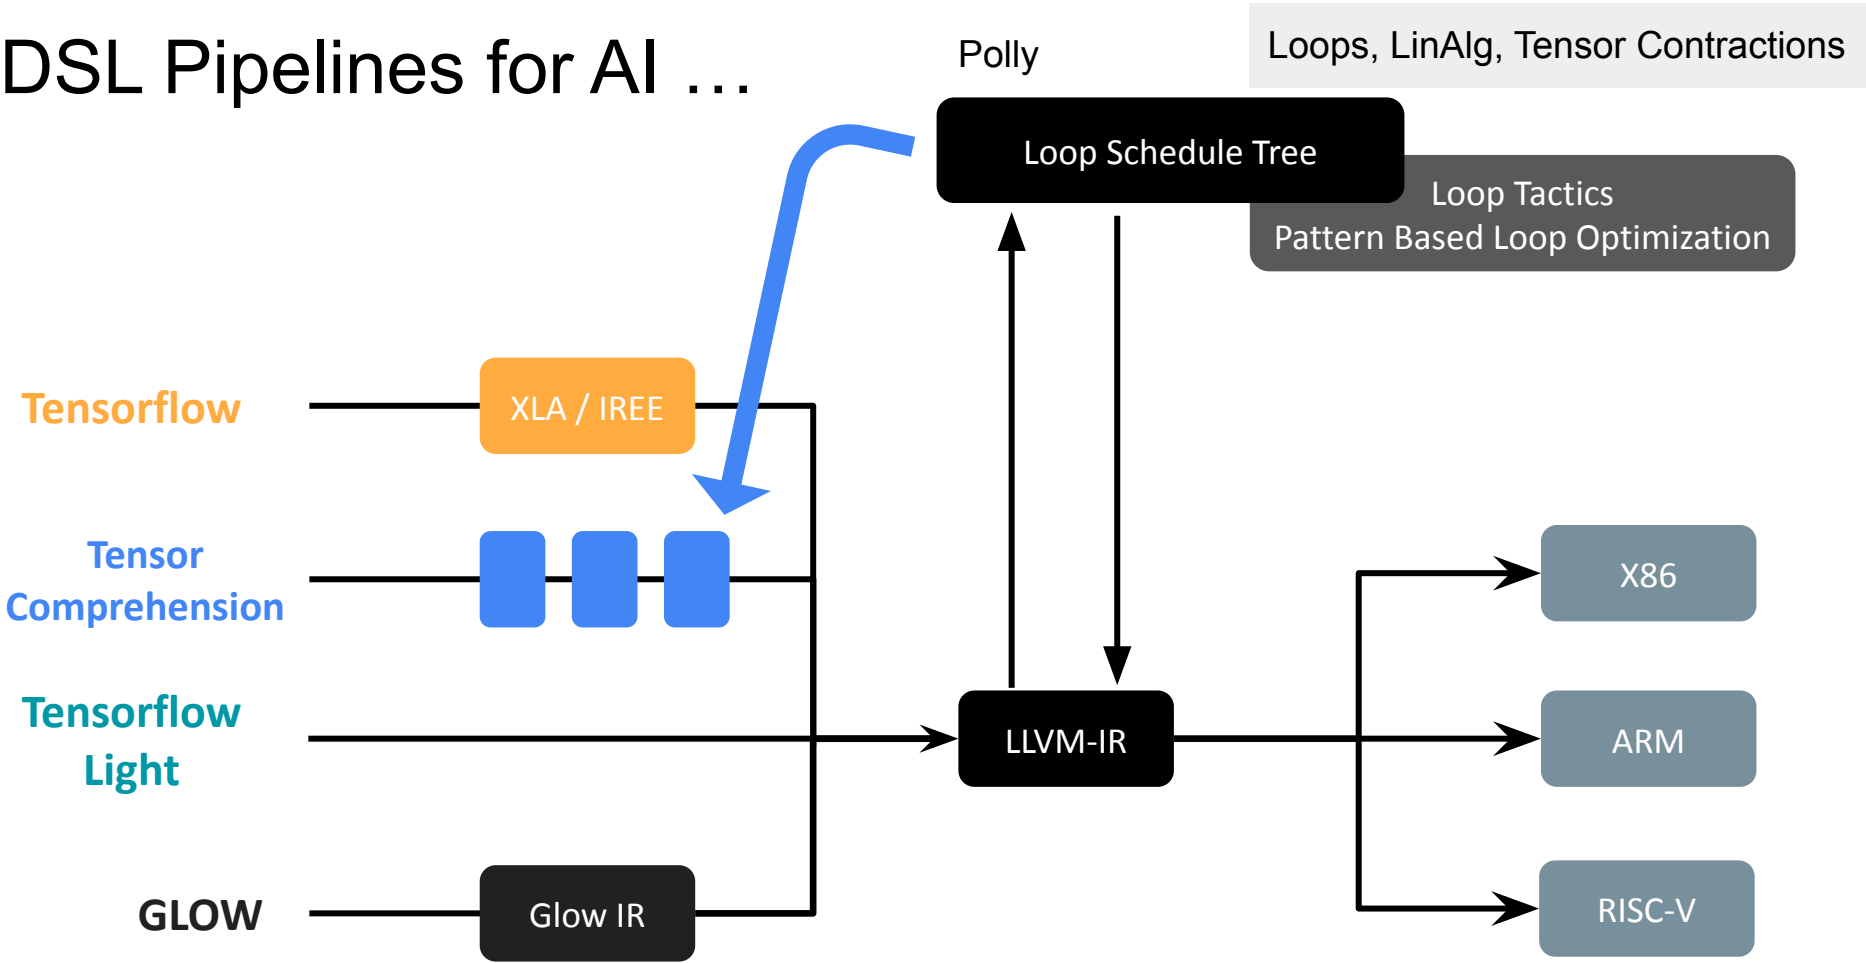 DSL Pipelines for AI …
Polly
Loops, LinAlg, Tensor Contractions
Loop Schedule Tree
Loop Tactics
Pattern Based Loop Optimization
Tensorflow
XLA / IREE
Tensor
Comprehension
X86
Tensorflow
Light
LLVM-IR
ARM
GLOW
Glow IR
RISC-V